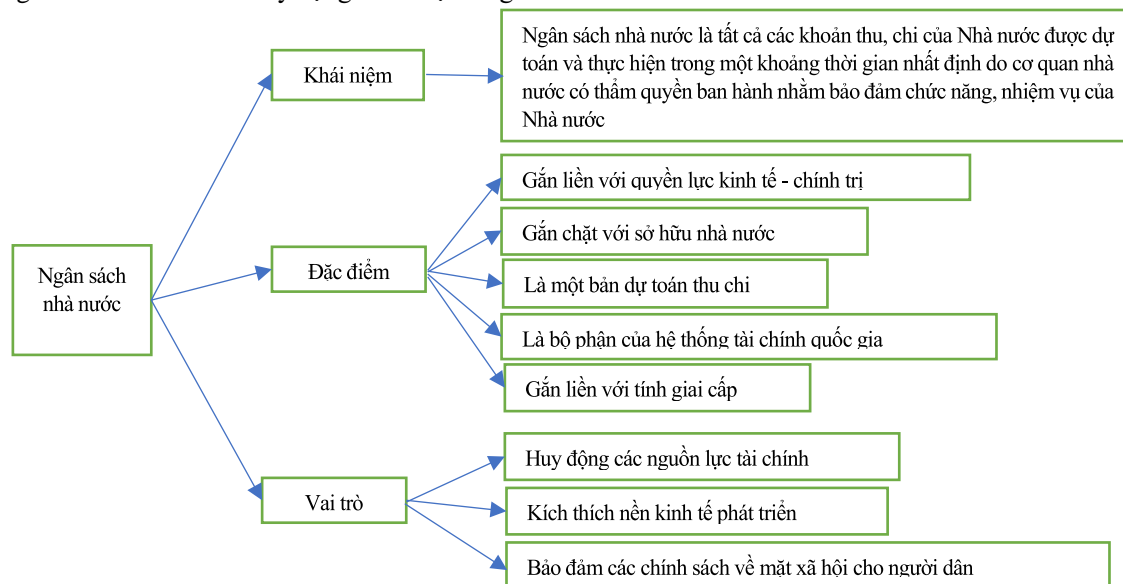 Khái niệm
Ngân sách nhà nước là tất cả các khoản thu, chi của Nhà nước được dự
toán và thực hiện trong một khoảng thời gian nhất định do cơ quan nhà
nước có thẩm quyền ban hành nhằm bảo đảm chức năng, nhiệm vụ của
Nhà nước
Ngân sách
nhà nước
Đặc điểm
Gắn liền với quyền lực kinh tế - chính trị
Gắn chặt với sở hữu nhà nước
Là một bản dự toán thu chi
Là bộ phận của hệ thống tài chính quốc gia
Gắn liền với tính giai cấp
Vai trò
Huy động các nguồn lực tài chính
Kích thích nền kinh tế phát triển
Bảo đảm các chính sách về mặt xã hội cho người dân